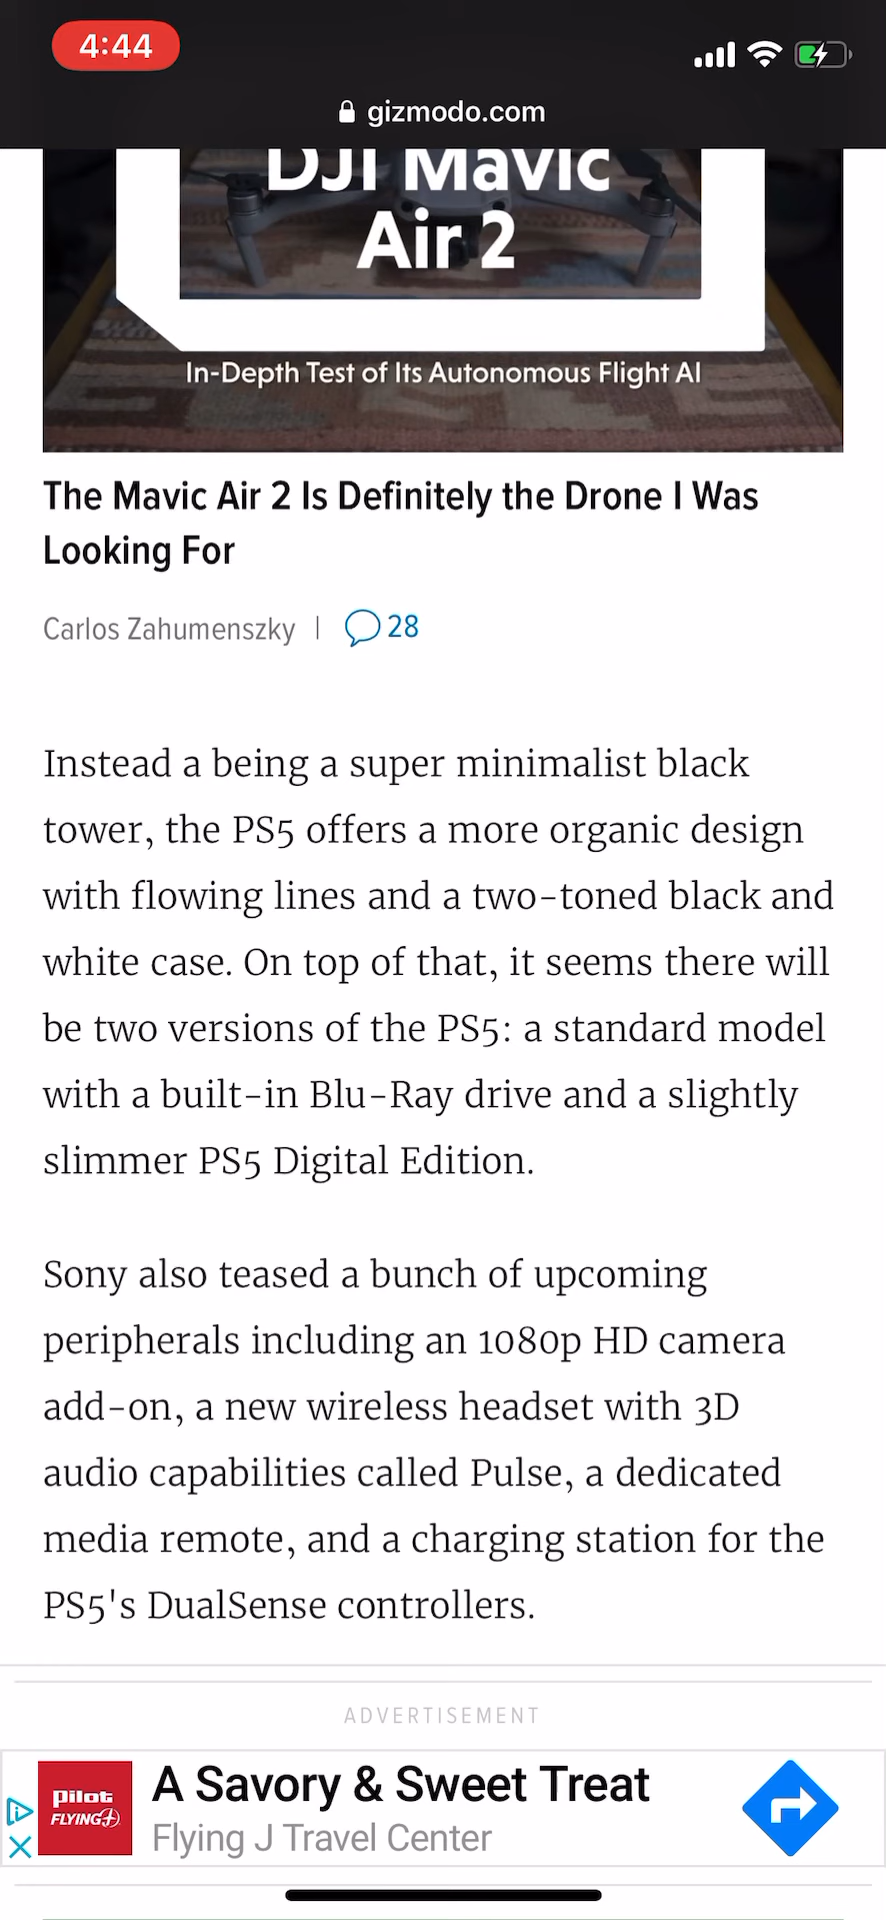 4:44
gizmodo.com
DJI Mavic
Air 2
In-Depth Test of Its Autonomous Flight AI
The Mavic Air 2 Is Definitely the Drone I Was
Looking For
Carlos Zahumenszky | 28
Instead a being a super minimalist black
tower, the PS5 offers a more organic design
with flowing lines and a two-toned black and
white case. On top of that, it seems there will
be two versions of the PS5: a standard model
with a built-in Blu-Ray drive and a slightly
slimmer PS5 Digital Edition.
Sony also teased a bunch of upcoming
peripherals including an 1080p HD camera
add-on, a new wireless headset with 3D
audio capabilities called Pulse, a dedicated
media remote, and a charging station for the
PS5's DualSense controllers.
ADVERTISEMENT
PILOT
FLYING J
A Savory & Sweet Treat
Flying J Travel Center